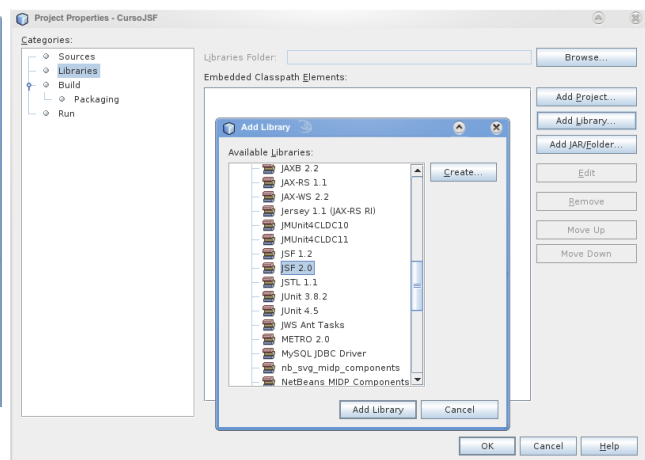 Project Properties - CursoJSF
Categories:
Sources
Libraries
Build
Packaging
Run
Libraries Folder:
Browse...
Embedded Classpath Elements:
Add Project...
Add Library...
Add JAR/Folder...
Edit
Remove
Move Up
Move Down
Add Library
Available Libraries:
JAXB 2.2
JAX-RS 1.1
JAX-WS 2.2
Jersey 1.1 (JAX-RS RI)
JMUnit4CLDC10
JMUnit4CLDC11
JSF 1.2
JSF 2.0
JSTL 1.1
JUnit 3.8.2
JUnit 4.5
JWS Ant Tasks
METRO 2.0
MySQL JDBC Driver
nb_svg_midp_components
NetBeans MIDP Components
Create...
Add Library
Cancel
OK
Cancel
Help